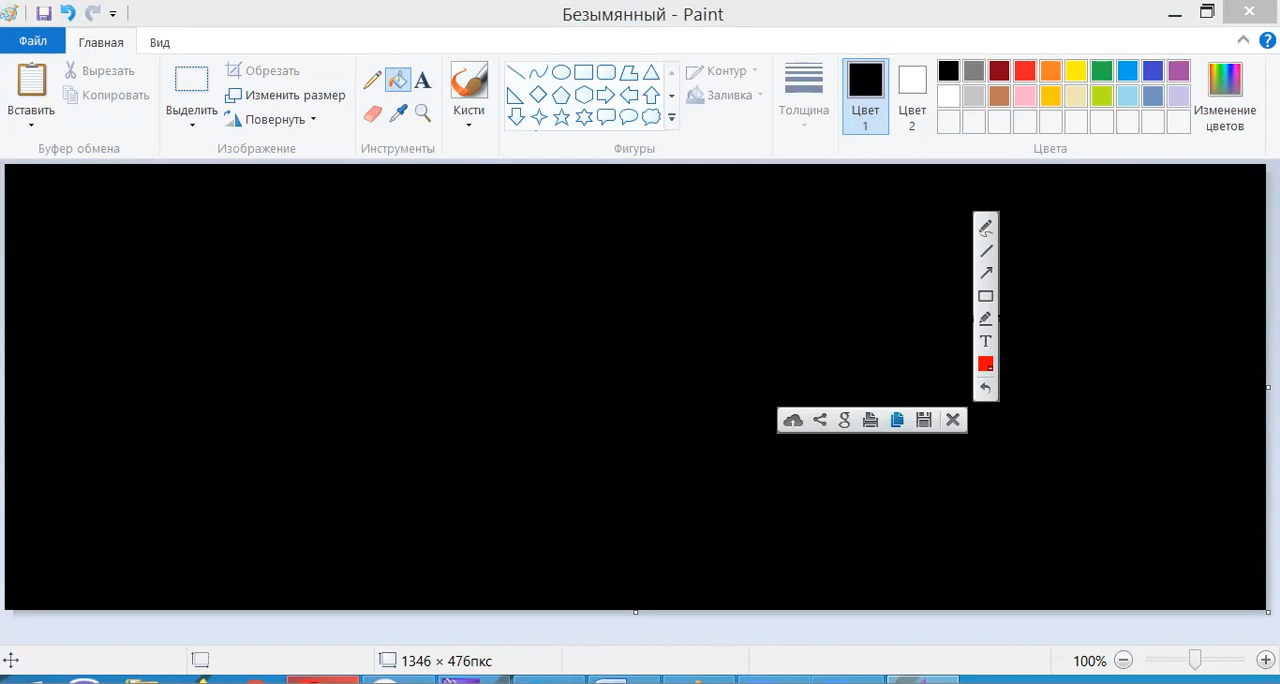 Безымянный - Paint
Файл
Главная
Вид
Вставить
Вырезать
Копировать
Буфер обмена
Выделить
Обрезать
Изменить размер
Повернуть
Изображение
A
Инструменты
Кисти
Контур
Заливка
Фигуры
Толщина
Цвет
1
Цвет
2
Изменение
цветов
Цвета
T
g
1346 × 476пкс
100%